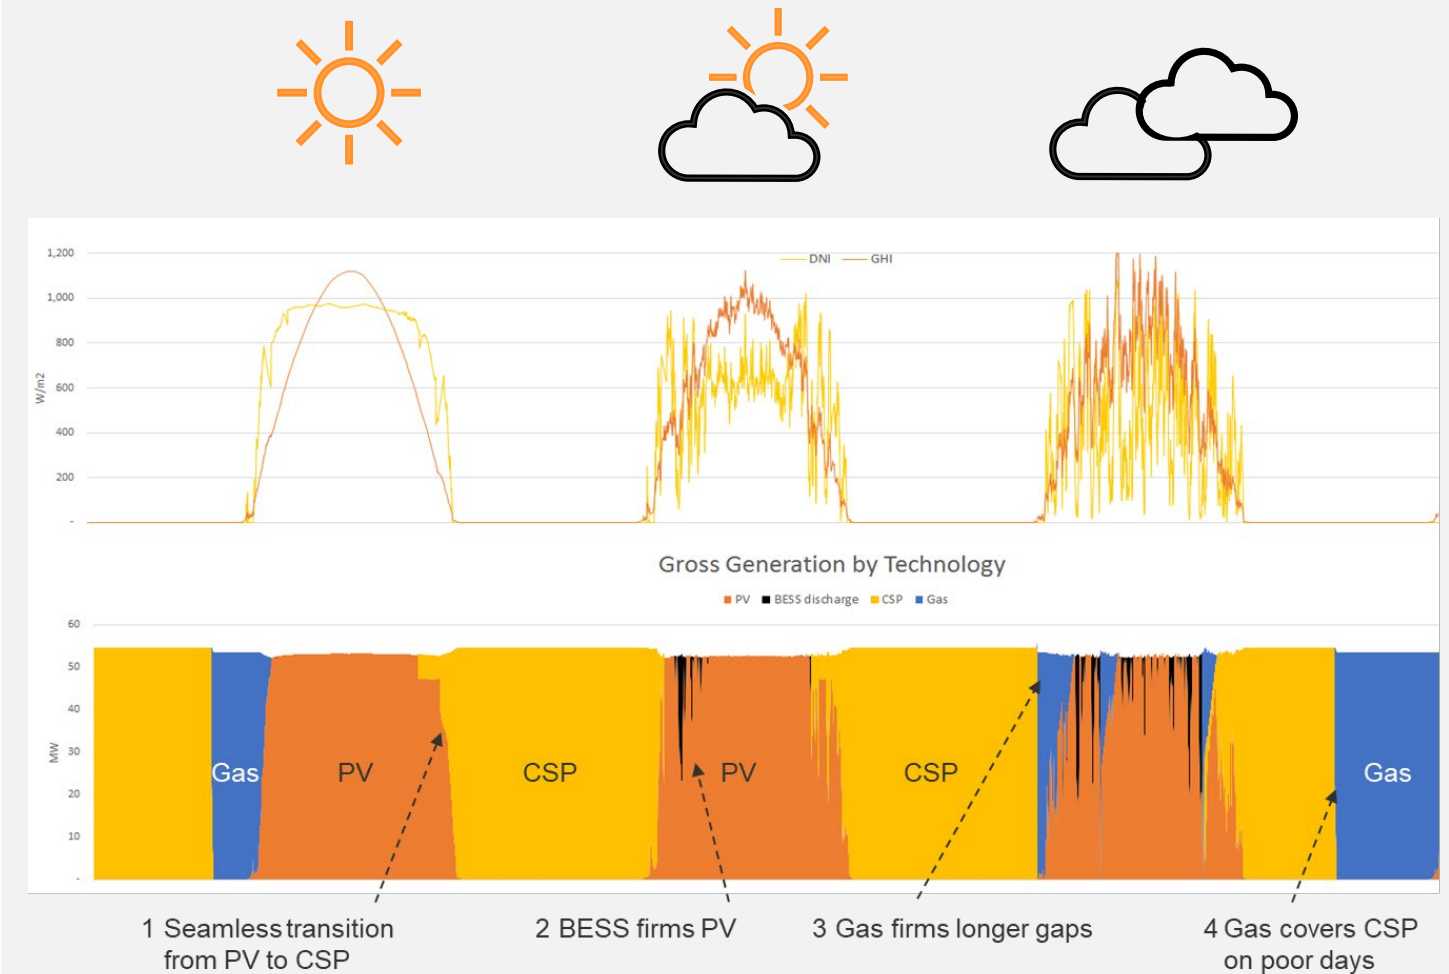 DNI GHI
1,200
1,000
800
600
400
200
-
W/m2
Gross Generation by Technology
PV BESS discharge CSP Gas
60
50
40
30
20
10
-
MW
Gas PV CSP PV CSP Gas
1 Seamless transition
from PV to CSP
2 BESS firms PV
3 Gas firms longer gaps
4 Gas covers CSP
on poor days